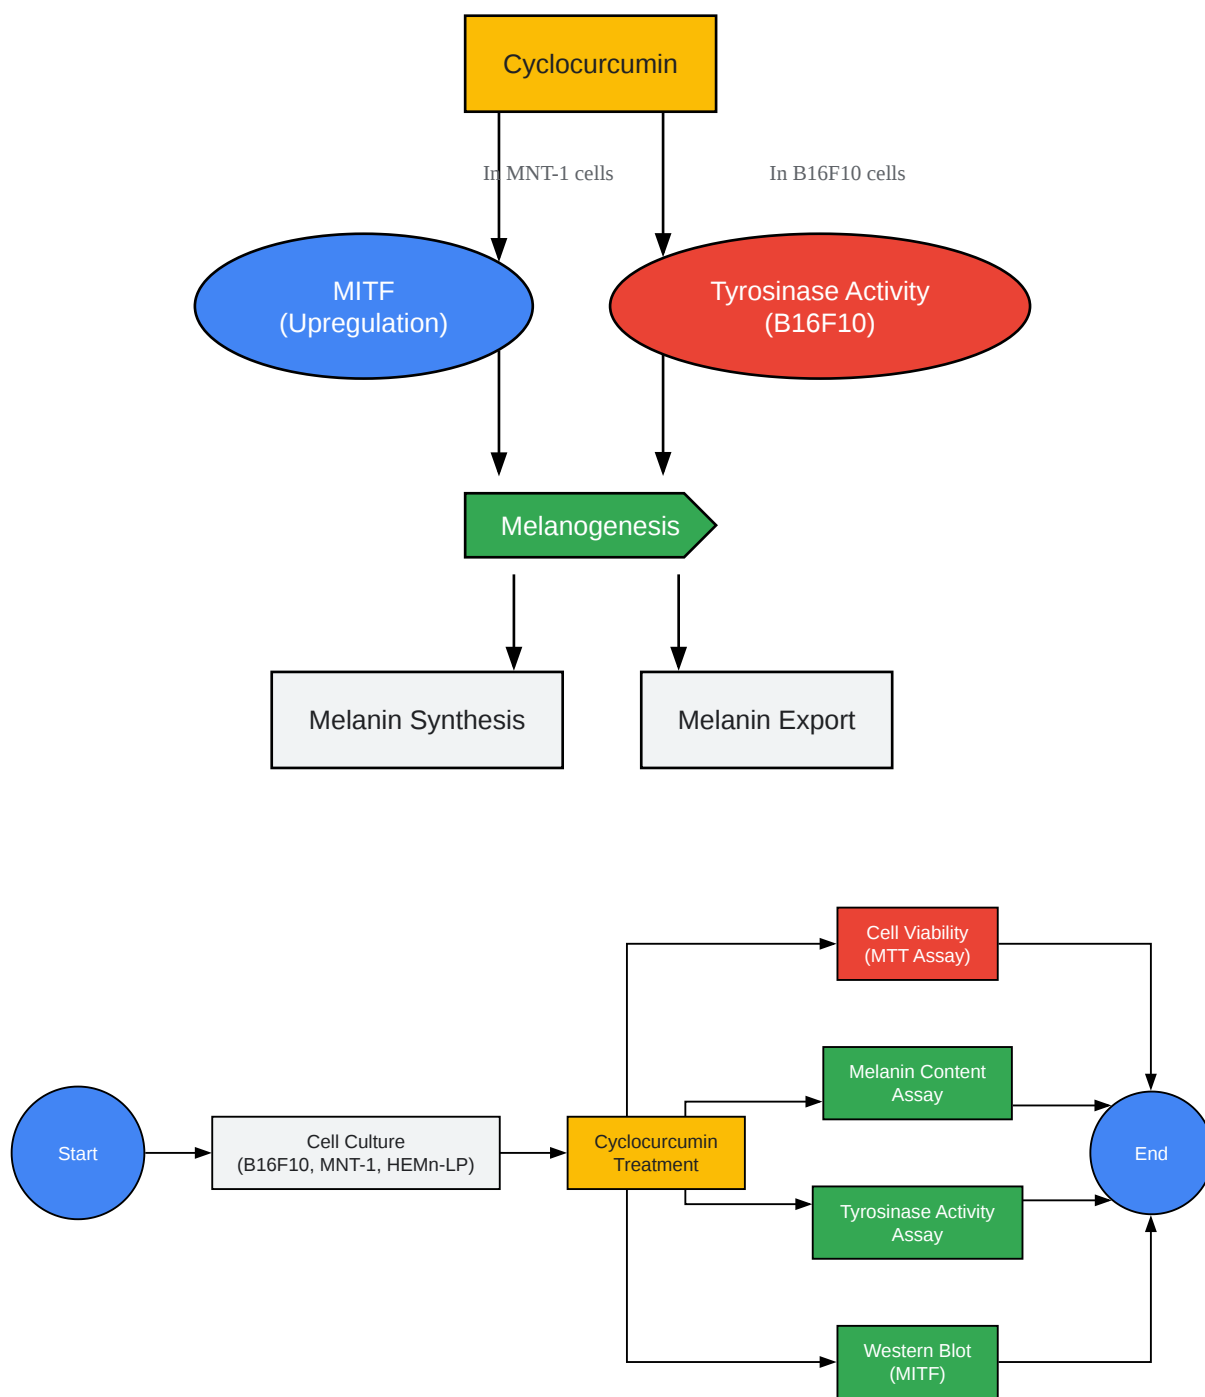 Cyclocurcumin
In MNT-1 cells
In B16F10 cells
MITF
(Upregulation)
Tyrosinase Activity
(B16F10)
Melanogenesis
Melanin Synthesis
Melanin Export
Start
Cell Culture
(B16F10, MNT-1, HEMn-LP)
Cyclocurcumin
Treatment
Cell Viability
(MTT Assay)
Melanin Content
Assay
Tyrosinase Activity
Assay
Western Blot
(MITF)
End